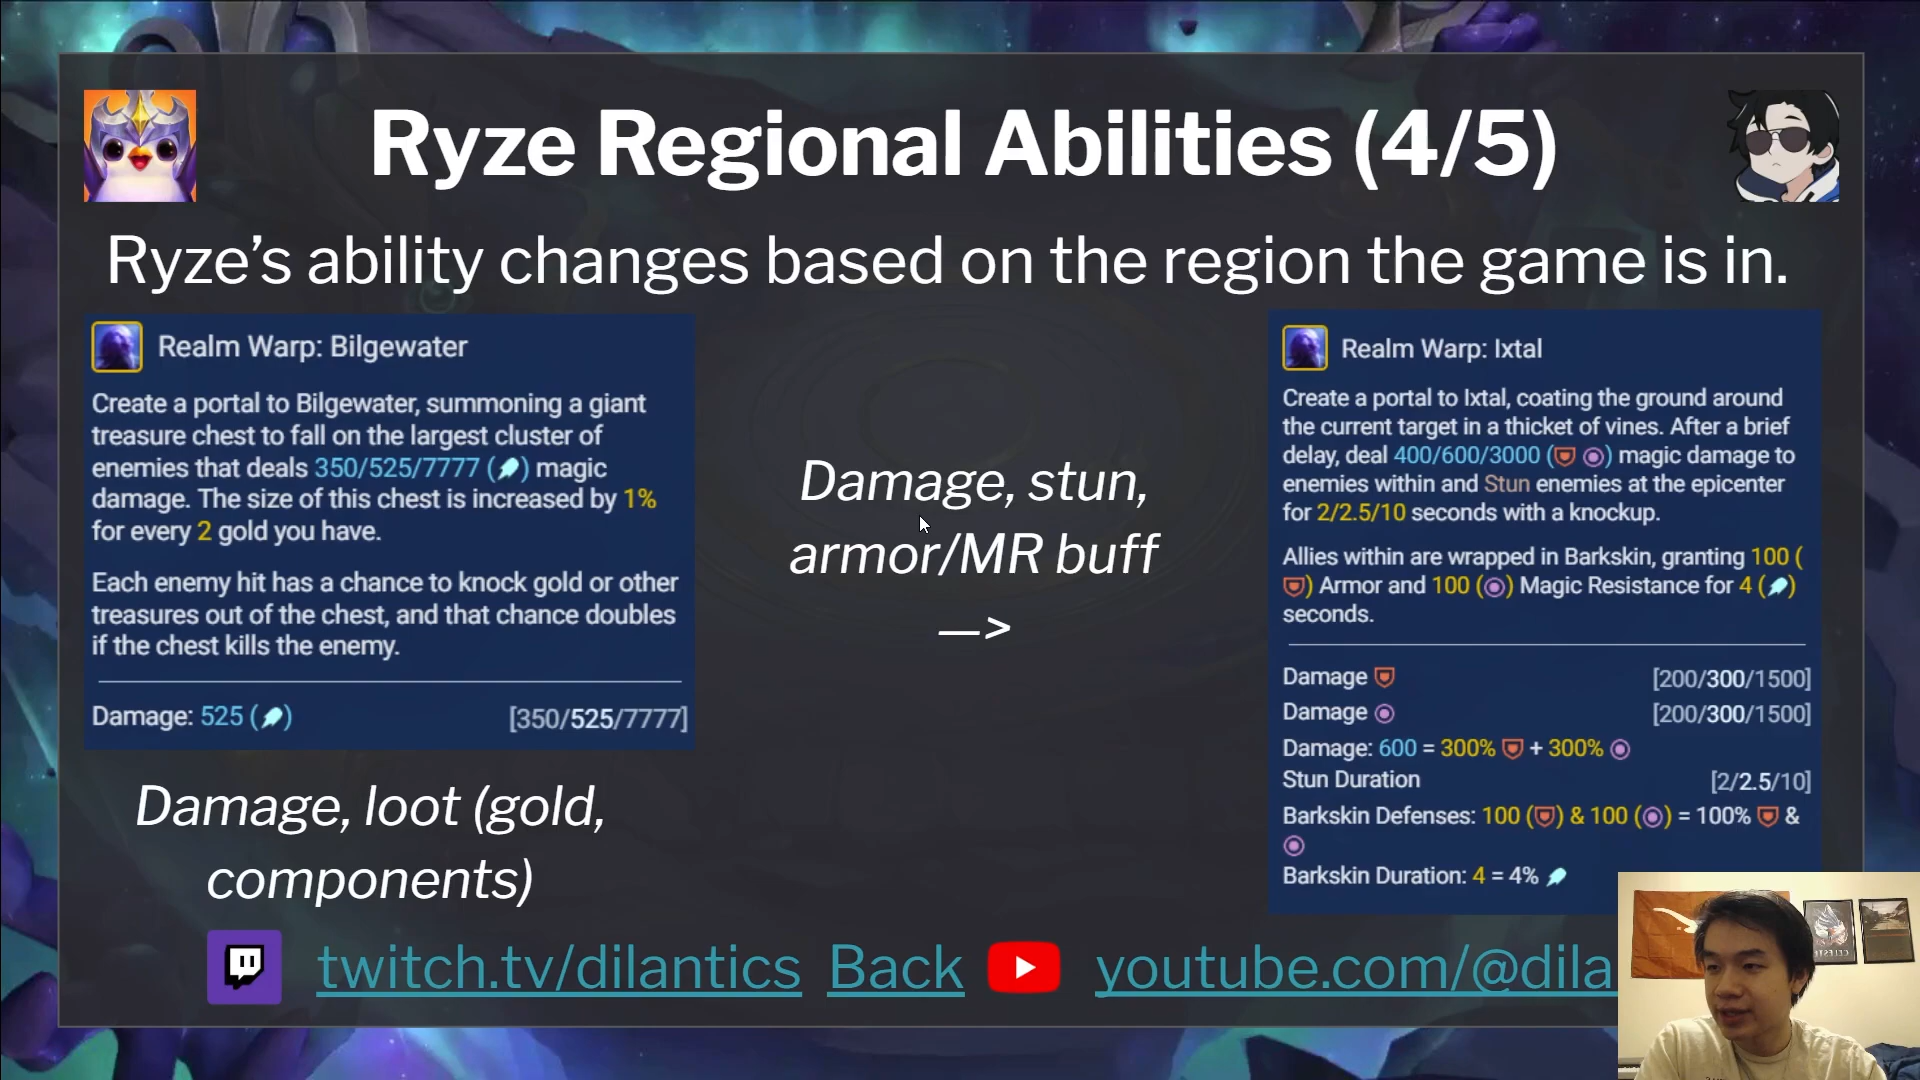 Ryze Regional Abilities (4/5)
Ryze’s ability changes based on the region the game is in.
Realm Warp: Bilgewater
Create a portal to Bilgewater, summoning a giant
treasure chest to fall on the largest cluster of
enemies that deals 350/525/7777 ( ) magic
damage. The size of this chest is increased by 1%
for every 2 gold you have.
Each enemy hit has a chance to knock gold or other
treasures out of the chest, and that chance doubles
if the chest kills the enemy.
Damage: 525 ( ) [350/525/7777]
Damage, loot (gold,
components)
Damage, stun,
armor/MR buff
—>
Realm Warp: Ixtal
Create a portal to Ixtal, coating the ground around
the current target in a thicket of vines. After a brief
delay, deal 400/600/3000 ( ) magic damage to
enemies within and Stun enemies at the epicenter
for 2/2.5/10 seconds with a knockup.
Allies within are wrapped in Barkskin, granting 100 (
) Armor and 100 ( ) Magic Resistance for 4 ( )
seconds.
Damage [200/300/1500]
Damage [200/300/1500]
Damage: 600 = 300% + 300%
Stun Duration [2/2.5/10]
Barkskin Defenses: 100 ( ) & 100 ( ) = 100% &
Barkskin Duration: 4 = 4%
twitch.tv/dilantics Back youtube.com/@dila